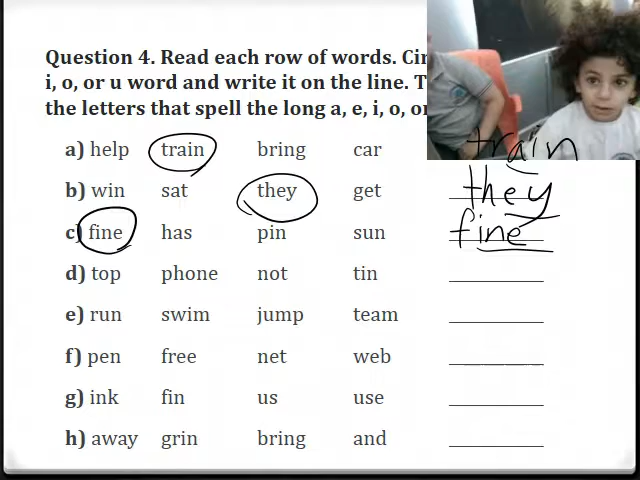 Question 4. Read each row of words. Cir
i, o, or u word and write it on the line. T
the letters that spell the long a, e, i, o, or
a) help train bring car train
b) win sat they get they
c) fine has pin sun fine
d) top phone not tin
e) run swim jump team
f) pen free net web
g) ink fin us use
h) away grin bring and